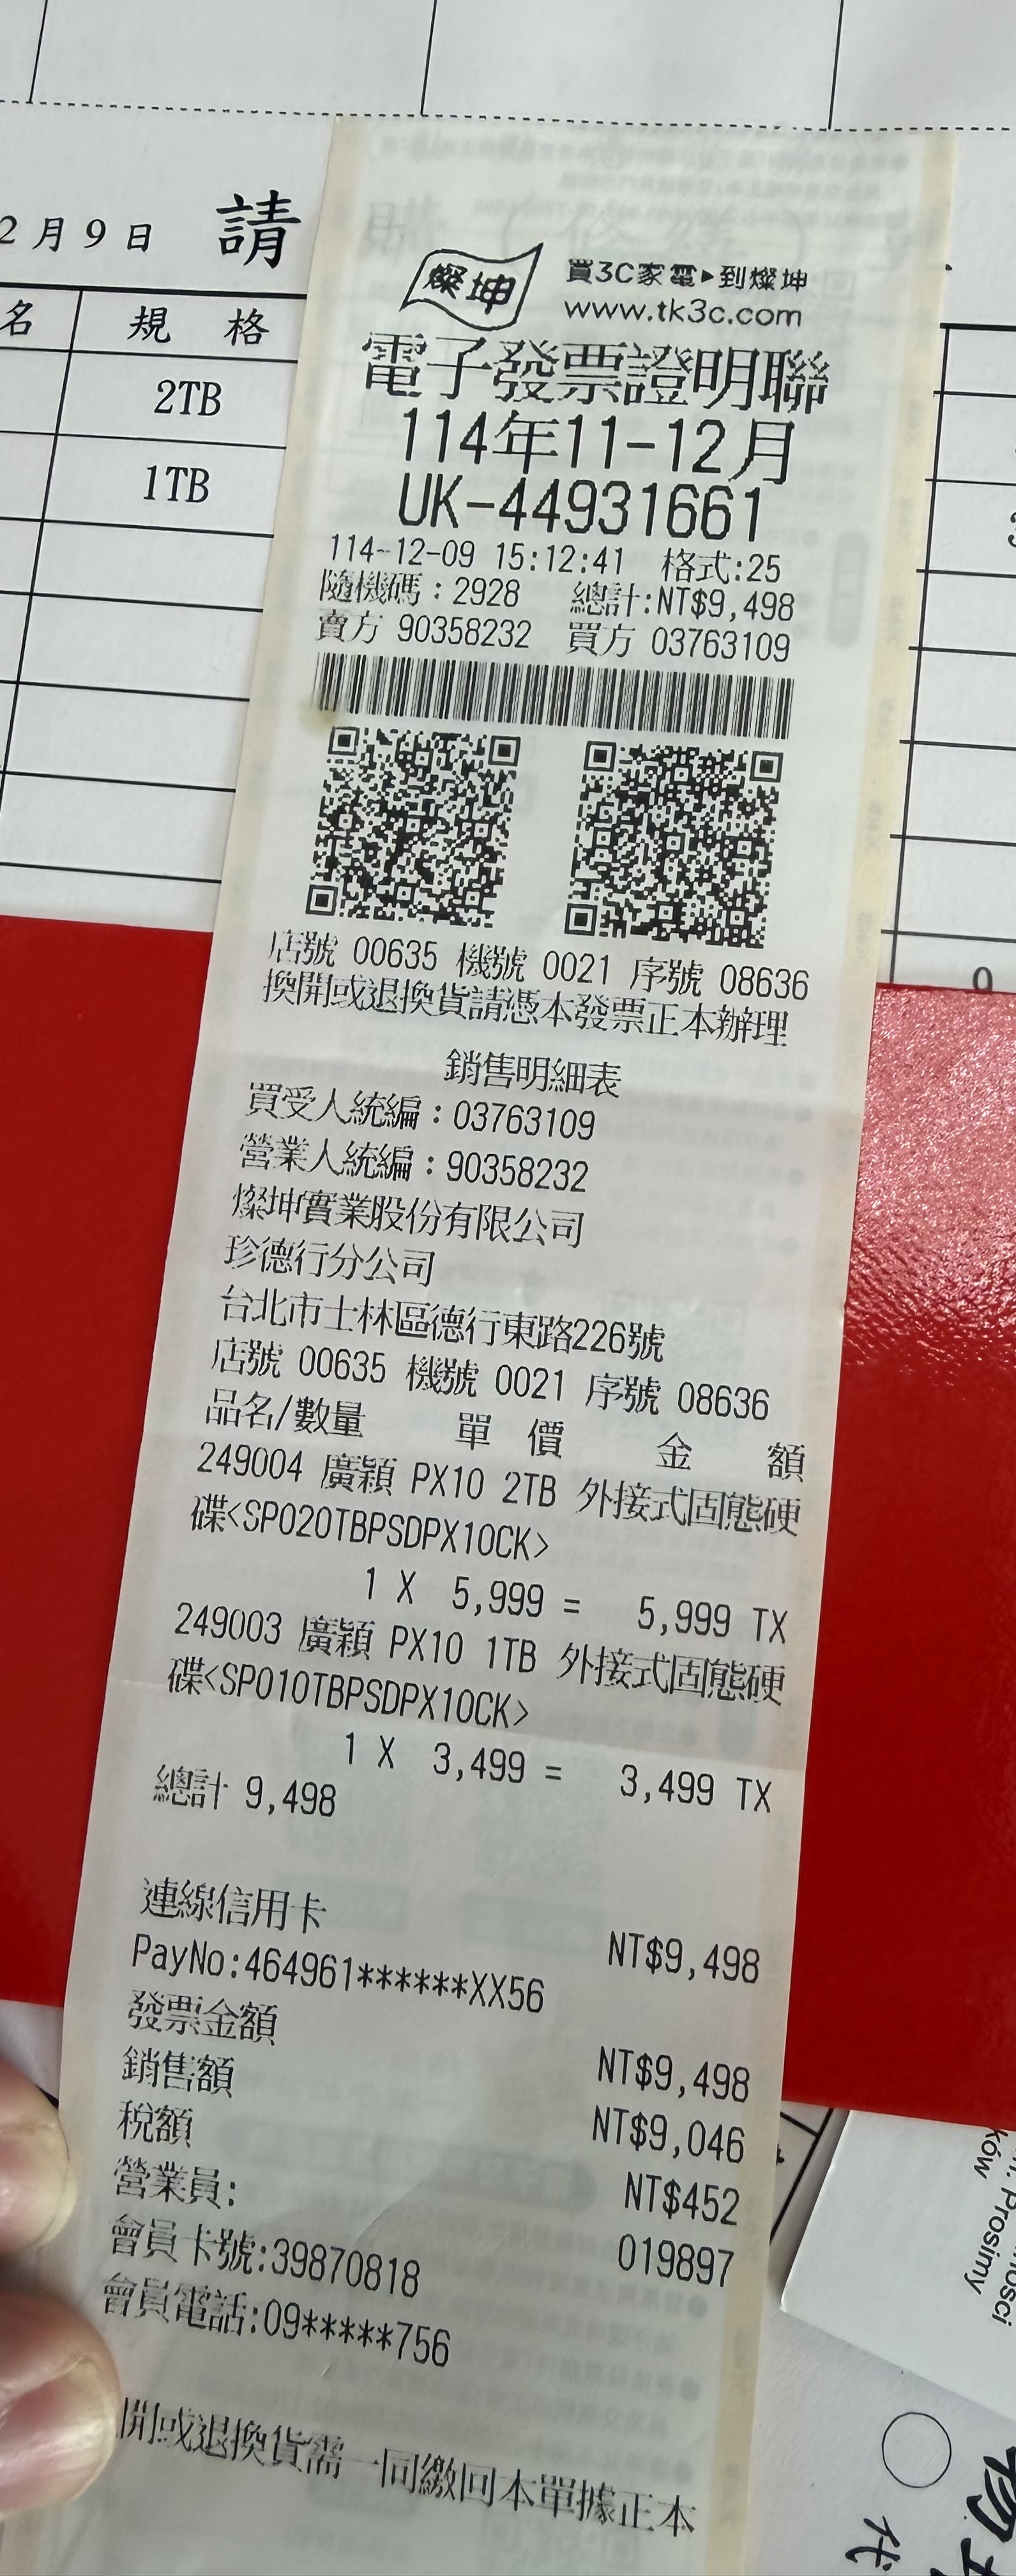 2月9日 請
名 規 格
2TB
1TB
燦坤
買3C家電▶到燦坤
www.tk3c.com
電子發票證明聯
114年11-12月
UK-44931661
114-12-09 15:12:41 格式:25
隨機碼：2928 總計:NT$9,498
賣方 90358232 買方 03763109
店號 00635 機號 0021 序號 08636
換開或退換貨請憑本發票正本辦理
銷售明細表
買受人統編：03763109
營業人統編：90358232
燦坤實業股份有限公司
珍德行分公司
台北市士林區德行東路226號
店號 00635 機號 0021 序號 08636
品名/數量 單 價 金 額
249004 廣穎 PX10 2TB 外接式固態硬
碟<SP020TBPSDPX10CK>
1 X 5,999 = 5,999 TX
249003 廣穎 PX10 1TB 外接式固態硬
碟<SP010TBPSDPX10CK>
1 X 3,499 = 3,499 TX
總計 9,498
連線信用卡 NT$9,498
PayNo:464961******XX56
發票金額 NT$9,498
銷售額 NT$9,046
稅額 NT$452
營業員: 019897
會員卡號:39870818
會員電話:09*****756
開或退換貨需一同繳回本單據正本
Prosimy
代